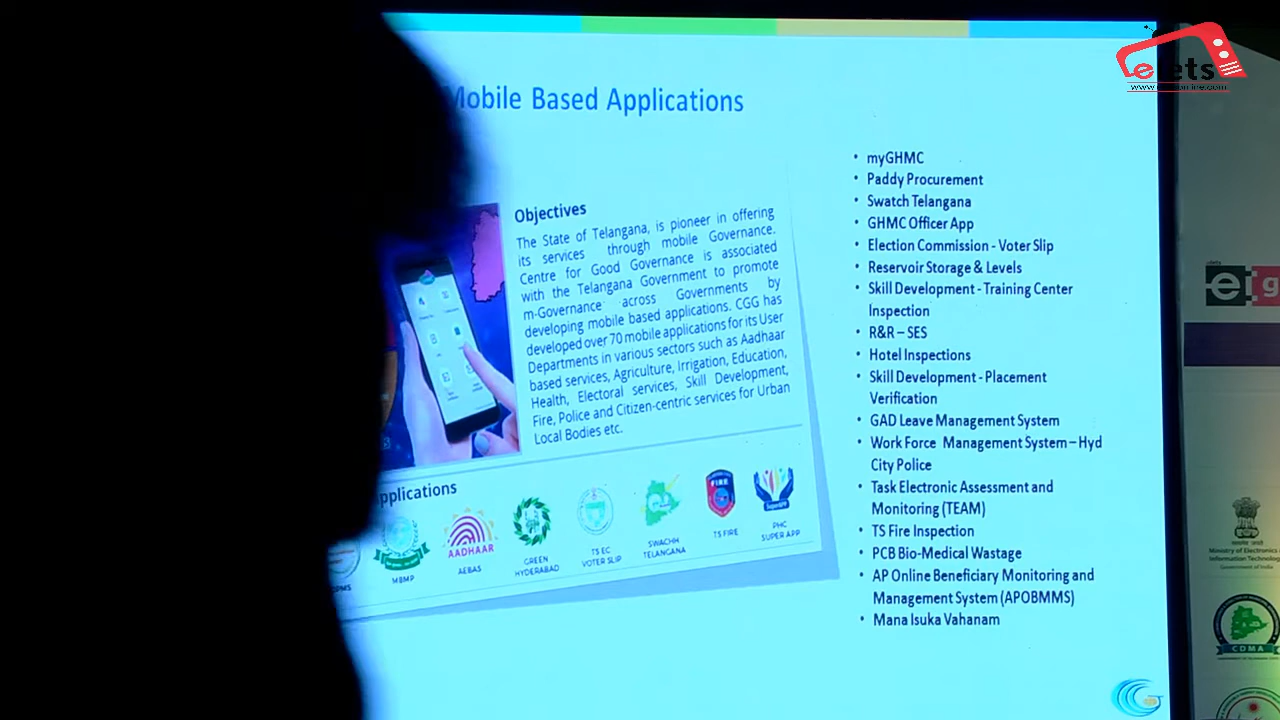 elets
Mobile Based Applications
Objectives
The State of Telangana, is pioneer in offering
its services through mobile Governance.
Centre for Good Governance is associated
with the Telangana Government to promote
m-Governance across Governments by
developing mobile based applications. CGG has
developed over 70 mobile applications for its User
Departments in various sectors such as Aadhaar
based services, Agriculture, Irrigation, Education,
Health, Electoral services, Skill Development,
Fire, Police and Citizen-centric services for Urban
Local Bodies etc.
Applications
MBMP
AADHAAR
AEBAS
GREEN
HYDERABAD
TS EC
VOTER SLIP
SWACHH
TELANGANA
FIRE
TS FIRE
PHC
SUPER APP
• myGHMC
• Paddy Procurement
• Swatch Telangana
• GHMC Officer App
• Election Commission - Voter Slip
• Reservoir Storage & Levels
• Skill Development - Training Center
Inspection
• R&R – SES
• Hotel Inspections
• Skill Development - Placement
Verification
• GAD Leave Management System
• Work Force Management System – Hyd
City Police
• Task Electronic Assessment and
Monitoring (TEAM)
• TS Fire Inspection
• PCB Bio-Medical Wastage
• AP Online Beneficiary Monitoring and
Management System (APOBMMS)
• Mana Isuka Vahanam
Ministry of Electronics
Information Technology
Government of India
CDMA